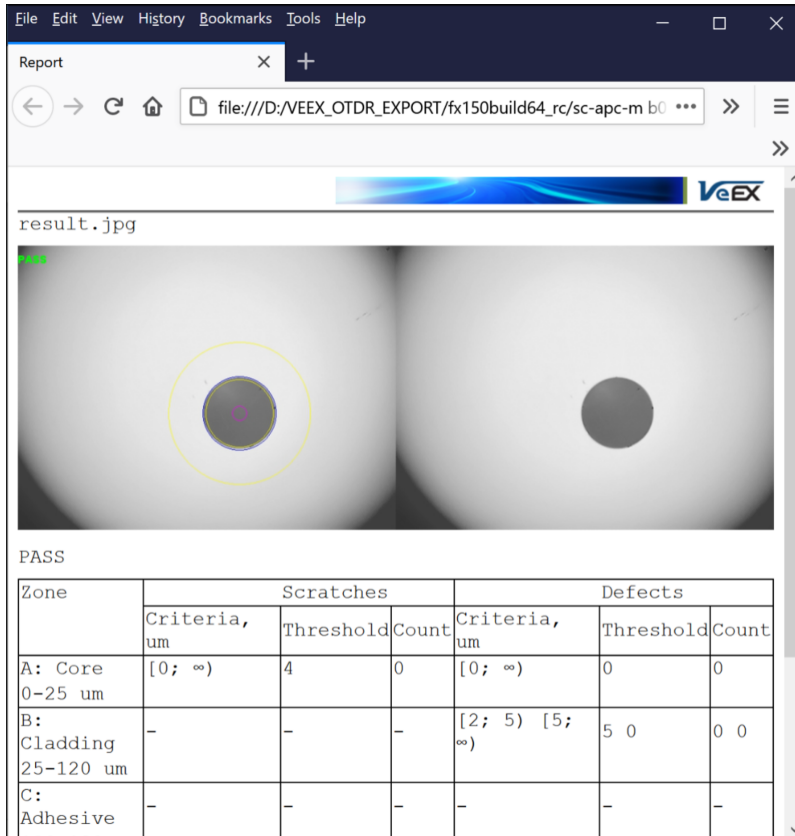 File Edit View History Bookmarks Tools Help
Report
file:///D:/VEEX_OTDR_EXPORT/fx150build64_rc/sc-apc-m b0
VeEX
result.jpg
PASS
PASS
Zone Scratches Defects
Criteria, um Threshold Count Criteria, um Threshold Count
A: Core 0-25 um [0; ∞) 4 0 [0; ∞) 0 0
B: Cladding 25-120 um - - - [2; 5) [5; ∞) 5 0 0 0
C: Adhesive - - - - - -